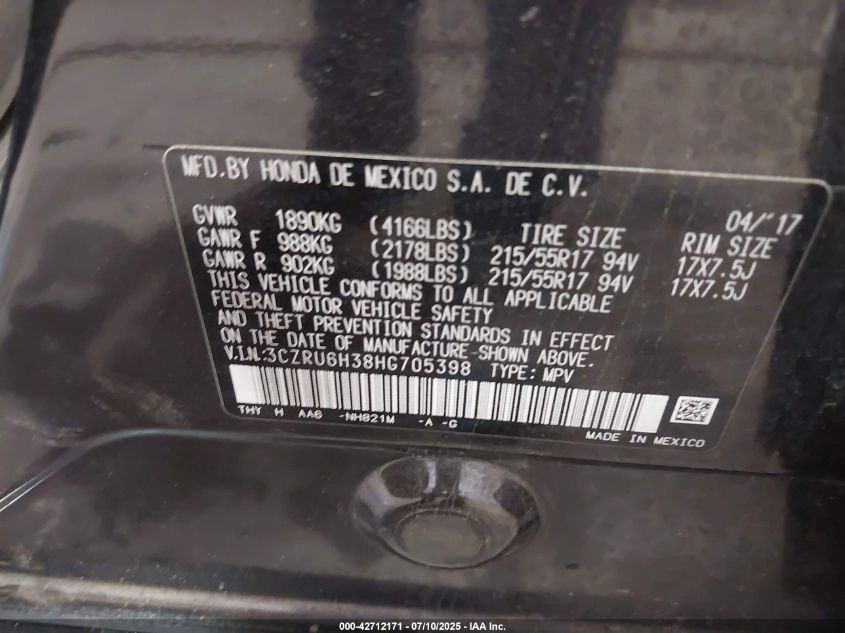 MFD.BY HONDA DE MEXICO S.A. DE C.V.
04/'17
GVWR 1890KG (4166LBS) TIRE SIZE RIM SIZE
GAWR F 988KG (2178LBS) 215/55R17 94V 17X7.5J
GAWR R 902KG (1988LBS) 215/55R17 94V 17X7.5J
THIS VEHICLE CONFORMS TO ALL APPLICABLE
FEDERAL MOTOR VEHICLE SAFETY
AND THEFT PREVENTION STANDARDS IN EFFECT
ON THE DATE OF MANUFACTURE SHOWN ABOVE.
V.I.N.:3CZRU6H38HG705398 TYPE: MPV
THY H AA6 -NH821M -A -G
MADE IN MEXICO
000-42712171 / 07/10/2025 - IAA Inc.